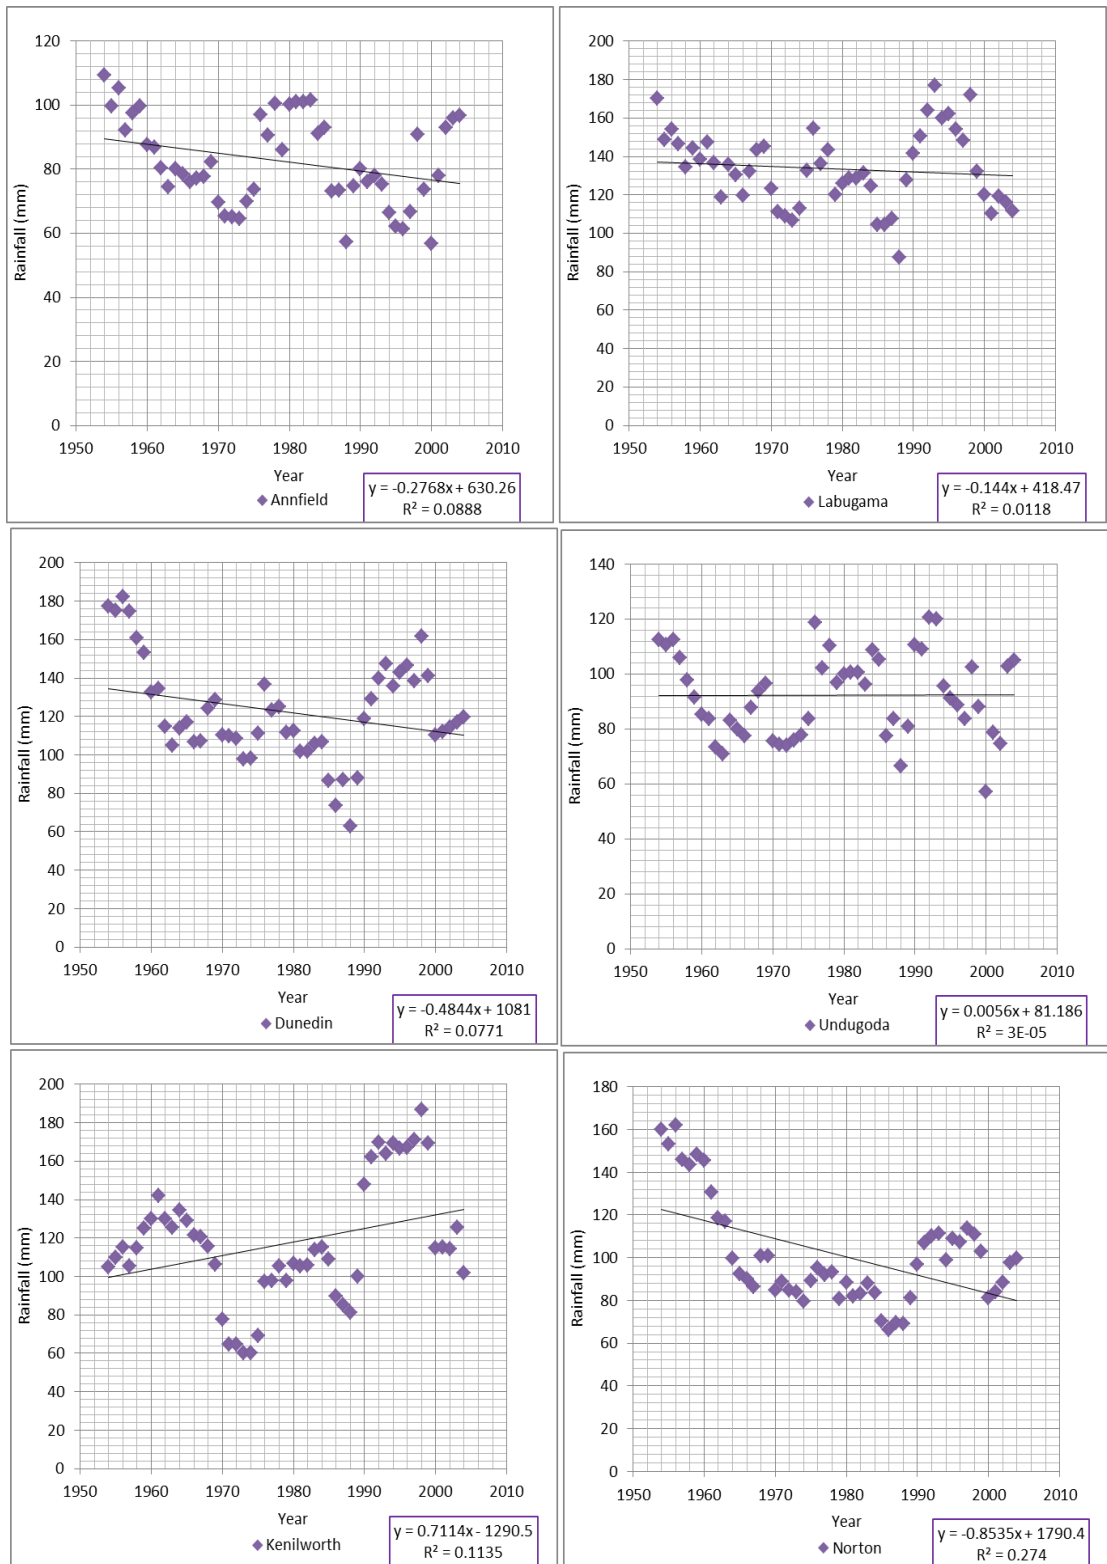 120
100
80
60
40
20
0
Rainfall (mm)
1950 1960 1970 1980 1990 2000 2010
Year
Annfield
y = -0.2768x + 630.26
R² = 0.0888
200
180
160
140
120
100
80
60
40
20
0
Rainfall (mm)
1950 1960 1970 1980 1990 2000 2010
Year
Labugama
y = -0.144x + 418.47
R² = 0.0118
200
180
160
140
120
100
80
60
40
20
0
Rainfall (mm)
1950 1960 1970 1980 1990 2000 2010
Year
Dunedin
y = -0.4844x + 1081
R² = 0.0771
140
120
100
80
60
40
20
0
Rainfall (mm)
1950 1960 1970 1980 1990 2000 2010
Year
Undugoda
y = 0.0056x + 81.186
R² = 3E-05
200
180
160
140
120
100
80
60
40
20
0
Rainfall (mm)
1950 1960 1970 1980 1990 2000 2010
Year
Kenilworth
y = 0.7114x - 1290.5
R² = 0.1135
180
160
140
120
100
80
60
40
20
0
Rainfall (mm)
1950 1960 1970 1980 1990 2000 2010
Year
Norton
y = -0.8535x + 1790.4
R² = 0.274